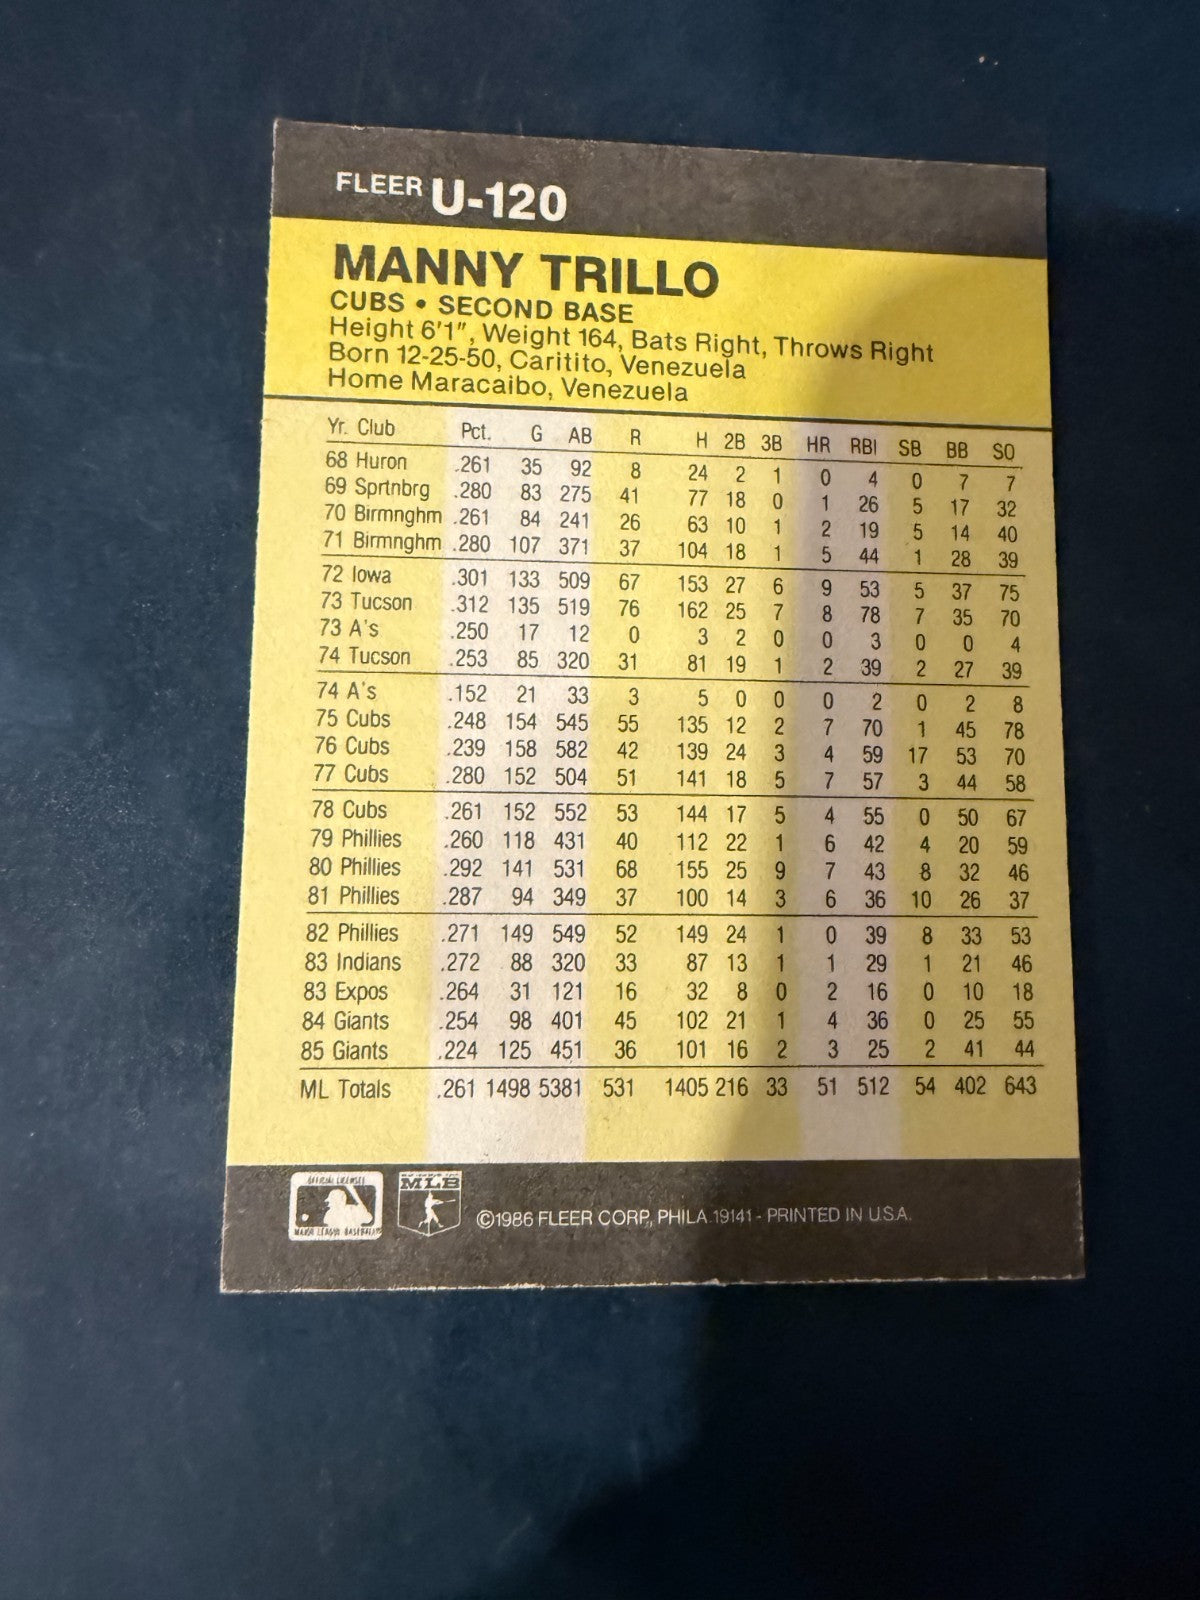 FLEER U-120
MANNY TRILLO
CUBS • SECOND BASE
Height 6'1", Weight 164, Bats Right, Throws Right
Born 12-25-50, Caritito, Venezuela
Home Maracaibo, Venezuela
Yr. Club Pct. G AB R H 2B 3B HR RBI SB BB SO
68 Huron .261 35 92 8 24 2 1 0 4 0 7 7
69 Sprtnbrg .280 83 275 41 77 18 0 1 26 5 17 32
70 Birmnghm .261 84 241 26 63 10 1 2 19 5 14 40
71 Birmnghm .280 107 371 37 104 18 1 5 44 1 28 39
72 Iowa .301 133 509 67 153 27 6 9 53 5 37 75
73 Tucson .312 135 519 76 162 25 7 8 78 7 35 70
73 A's .250 17 12 0 3 2 0 0 3 0 0 4
74 Tucson .253 85 320 31 81 19 1 2 39 2 27 39
74 A's .152 21 33 3 5 0 0 0 2 0 2 8
75 Cubs .248 154 545 55 135 12 2 7 70 1 45 78
76 Cubs .239 158 582 42 139 24 3 4 59 17 53 70
77 Cubs .280 152 504 51 141 18 5 7 57 3 44 58
78 Cubs .261 152 552 53 144 17 5 4 55 0 50 67
79 Phillies .260 118 431 40 112 22 1 6 42 4 20 59
80 Phillies .292 141 531 68 155 25 9 7 43 8 32 46
81 Phillies .287 94 349 37 100 14 3 6 36 10 26 37
82 Phillies .271 149 549 52 149 24 1 0 39 8 33 53
83 Indians .272 88 320 33 87 13 1 1 29 1 21 46
83 Expos .264 31 121 16 32 8 0 2 16 0 10 18
84 Giants .254 98 401 45 102 21 1 4 36 0 25 55
85 Giants .224 125 451 36 101 16 2 3 25 2 41 44
ML Totals .261 1498 5381 531 1405 216 33 51 512 54 402 643
OFFICIAL LICENSEE
MAJOR LEAGUE BASEBALL
MLB
©1986 FLEER CORP., PHILA. 19141 - PRINTED IN U.S.A.